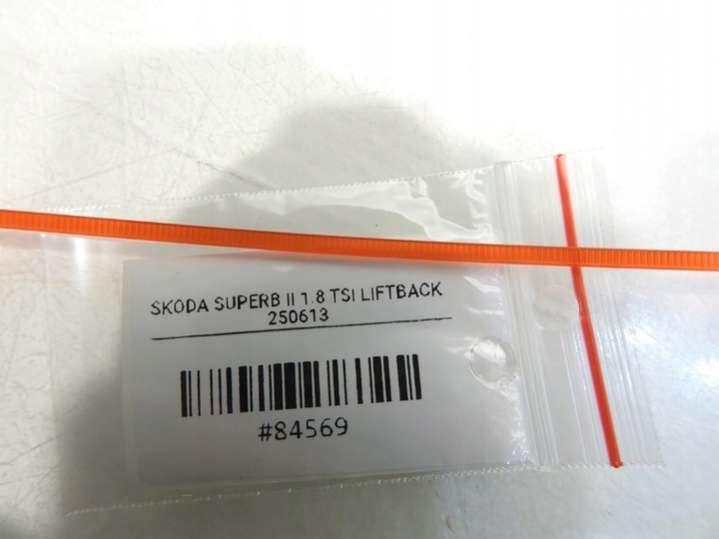 SKODA SUPERB II 1.8 TSI LIFTBACK
250613
#84569